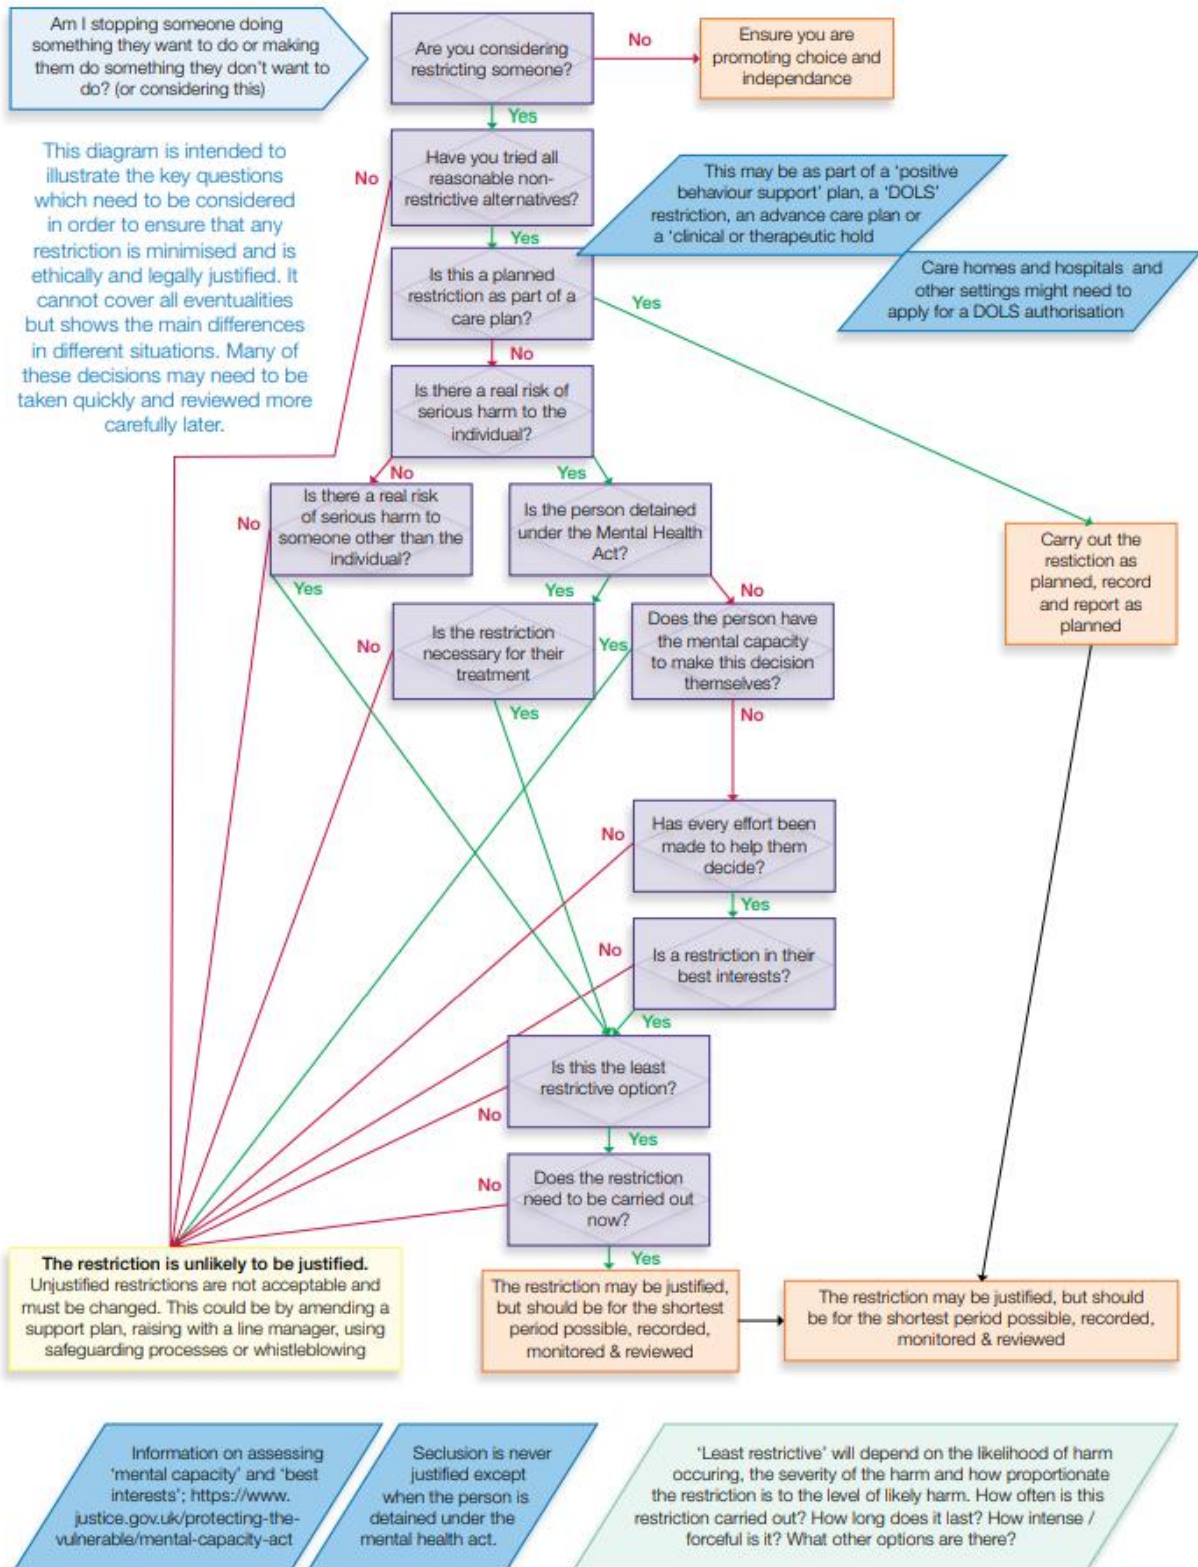 Am I stopping someone doing
something they want to do or making
them do something they don't want to
do? (or considering this)
Are you considering
restricting someone?
No
Ensure you are
promoting choice and
independance
Yes
This diagram is intended to
illustrate the key questions
which need to be considered
in order to ensure that any
restriction is minimised and is
ethically and legally justified. It
cannot cover all eventualities
but shows the main differences
in different situations. Many of
these decisions may need to be
taken quickly and reviewed more
carefully later.
No
Have you tried all
reasonable non-
restrictive alternatives?
Yes
This may be as part of a 'positive
behaviour support' plan, a 'DOLS'
restriction, an advance care plan or
a 'clinical or therapeutic hold
Care homes and hospitals and
other settings might need to
apply for a DOLS authorisation
Is this a planned
restriction as part of a
care plan?
Yes
No
Is there a real risk of
serious harm to the
individual?
No
Yes
No
Is there a real risk
of serious harm to
someone other than the
individual?
Yes
Is the person detained
under the Mental Health
Act?
Yes
No
Carry out the
restiction as
planned, record
and report as
planned
No
Is the restriction
necessary for their
treatment
Yes
Yes
Does the person have
the mental capacity
to make this decision
themselves?
No
No
Has every effort been
made to help them
decide?
Yes
No
Is a restriction in their
best interests?
Yes
Is this the least
restrictive option?
No
Yes
No
Does the restriction
need to be carried out
now?
Yes
The restriction is unlikely to be justified.
Unjustified restrictions are not acceptable and
must be changed. This could be by amending a
support plan, raising with a line manager, using
safeguarding processes or whistleblowing
The restriction may be justified,
but should be for the shortest
period possible, recorded,
monitored & reviewed
The restriction may be justified, but should
be for the shortest period possible, recorded,
monitored & reviewed
Information on assessing
'mental capacity' and 'best
interests'; https://www.
justice.gov.uk/protecting-the-
vulnerable/mental-capacity-act
Seclusion is never
justified except
when the person is
detained under the
mental health act.
'Least restrictive' will depend on the likelihood of harm
occuring, the severity of the harm and how proportionate
the restriction is to the level of likely harm. How often is this
restriction carried out? How long does it last? How intense /
forceful is it? What other options are there?